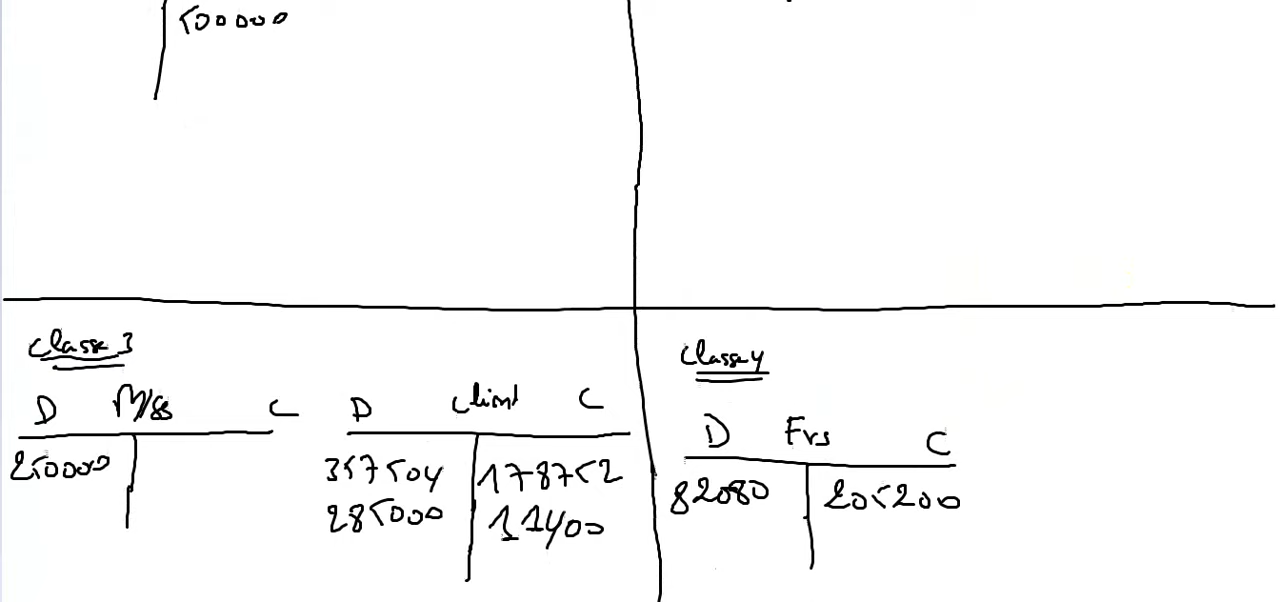 500000
Classe 3
D M/ss C
250000
D client C
357504 178752
285000 11400
Classe 4
D Frs C
82080 205200